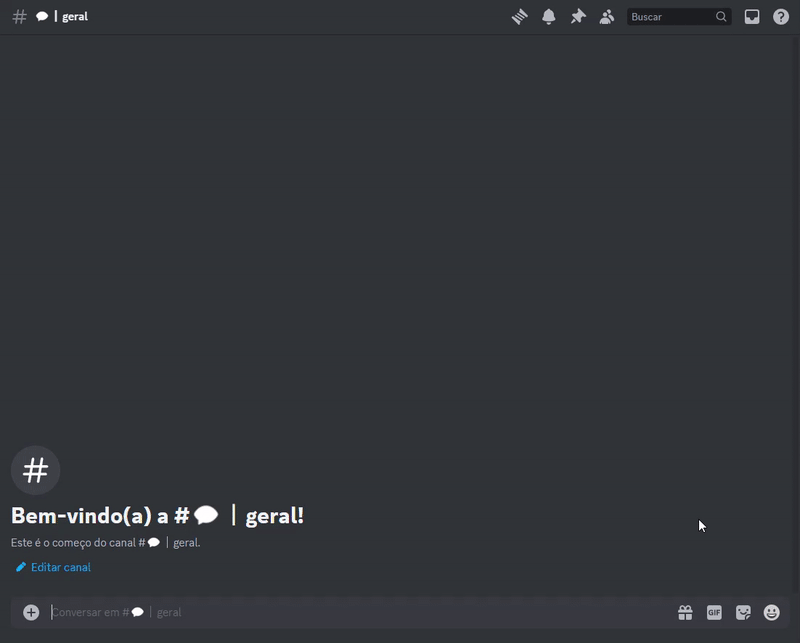 # 💬 | geral
Buscar
Bem-vindo(a) a #💬 | geral!
Este é o começo do canal #💬 | geral.
Editar canal
Conversar em #💬 | geral
GIF